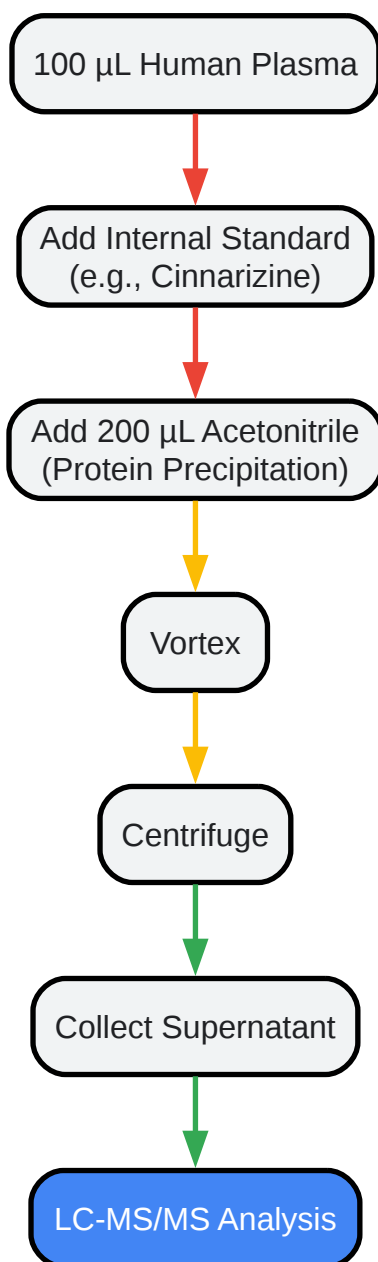 100 µL Human Plasma
Add Internal Standard
(e.g., Cinnarizine)
Add 200 µL Acetonitrile
(Protein Precipitation)
Vortex
Centrifuge
Collect Supernatant
LC-MS/MS Analysis